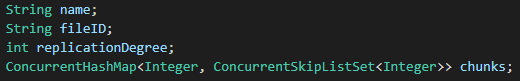 String name;
String fileID;
int replicationDegree;
ConcurrentHashMap<Integer, ConcurrentSkipListSet<Integer>> chunks;